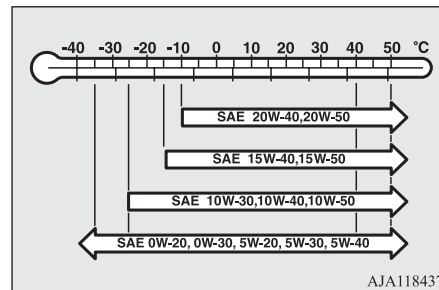 -40 -30 -20 -10 0 10 20 30 40 50 °C
SAE 20W-40,20W-50
SAE 15W-40,15W-50
SAE 10W-30,10W-40,10W-50
SAE 0W-20, 0W-30, 5W-20, 5W-30, 5W-40
AJA118437